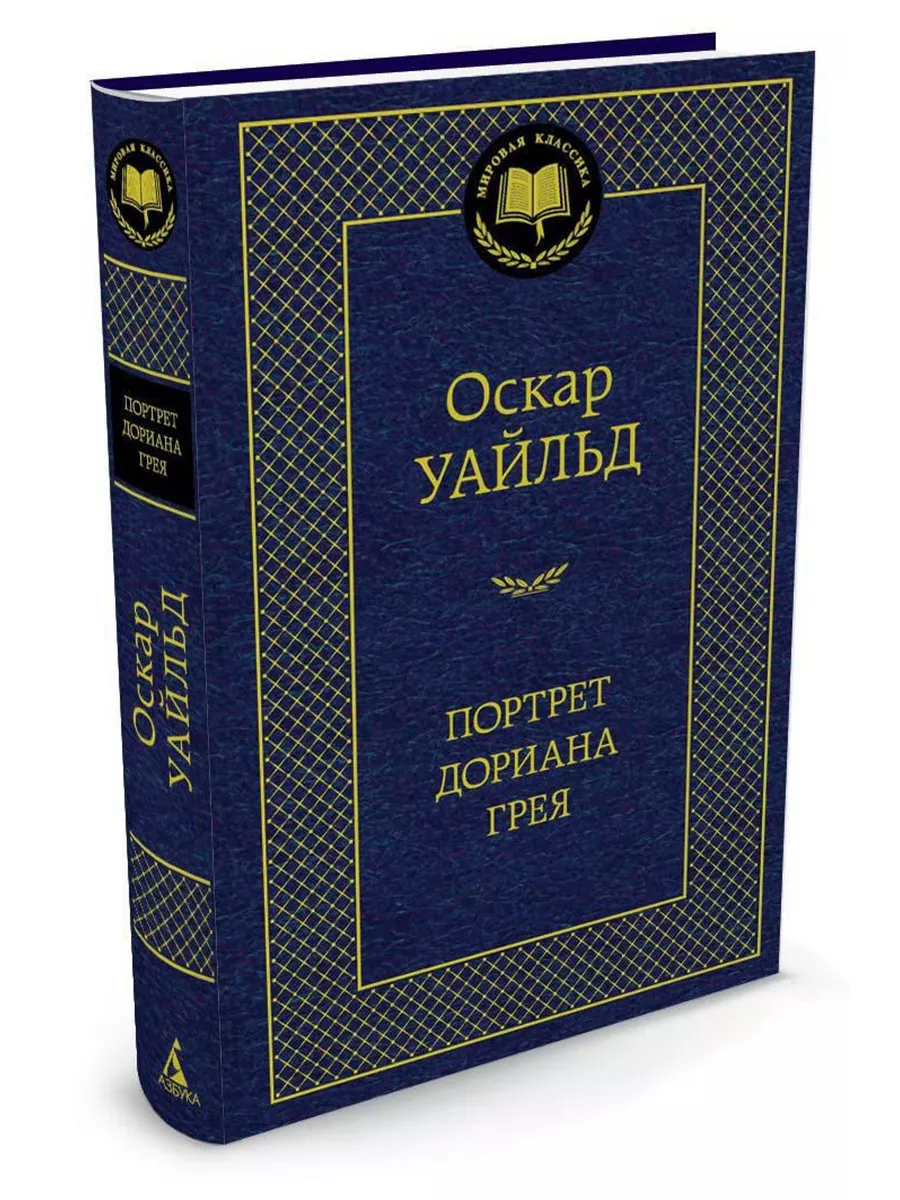 МИРОВАЯ КЛАССИКА
ПОРТРЕТ
ДОРИАНА
ГРЕЯ
Оскар
УАЙЛЬД
АЗБУКА
МИРОВАЯ КЛАССИКА
Оскар
УАЙЛЬД
ПОРТРЕТ
ДОРИАНА
ГРЕЯ